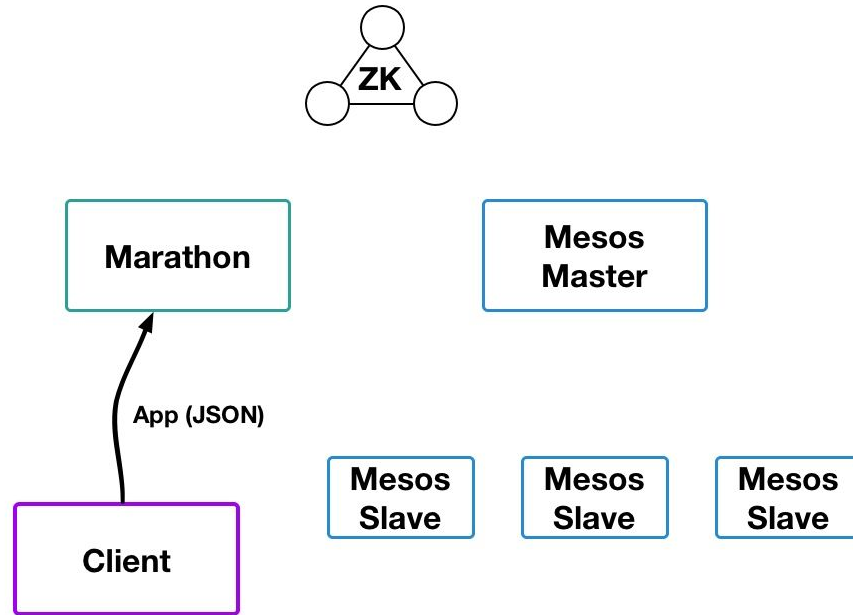 ZK
Marathon
Mesos
Master
App (JSON)
Mesos
Slave
Mesos
Slave
Mesos
Slave
Client